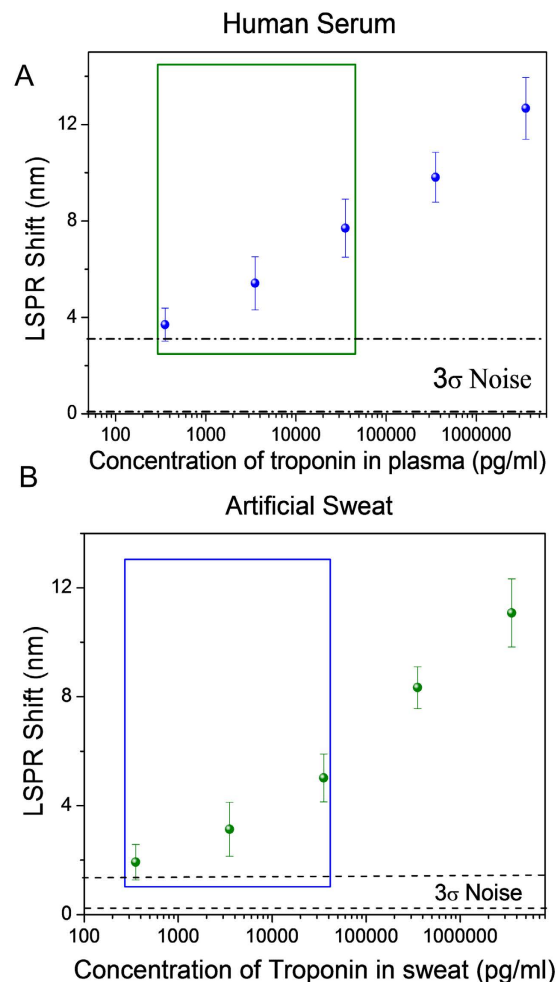 Human Serum
A
LSPR Shift (nm)
12
8
4
0
3σ Noise
100 1000 10000 100000 1000000
Concentration of troponin in plasma (pg/ml)
B
Artificial Sweat
LSPR Shift (nm)
12
8
4
0
3σ Noise
100 1000 10000 100000 1000000
Concentration of Troponin in sweat (pg/ml)